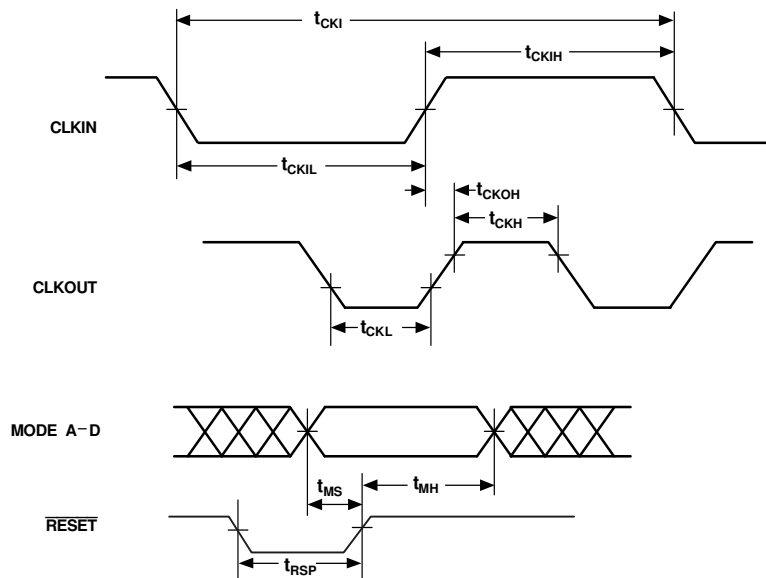 tCKI
tCKIH
CLKIN
tCKIL
tCKOH
tCKH
CLKOUT
tCKL
MODE A–D
tMS
tMH
RESET
tRSP